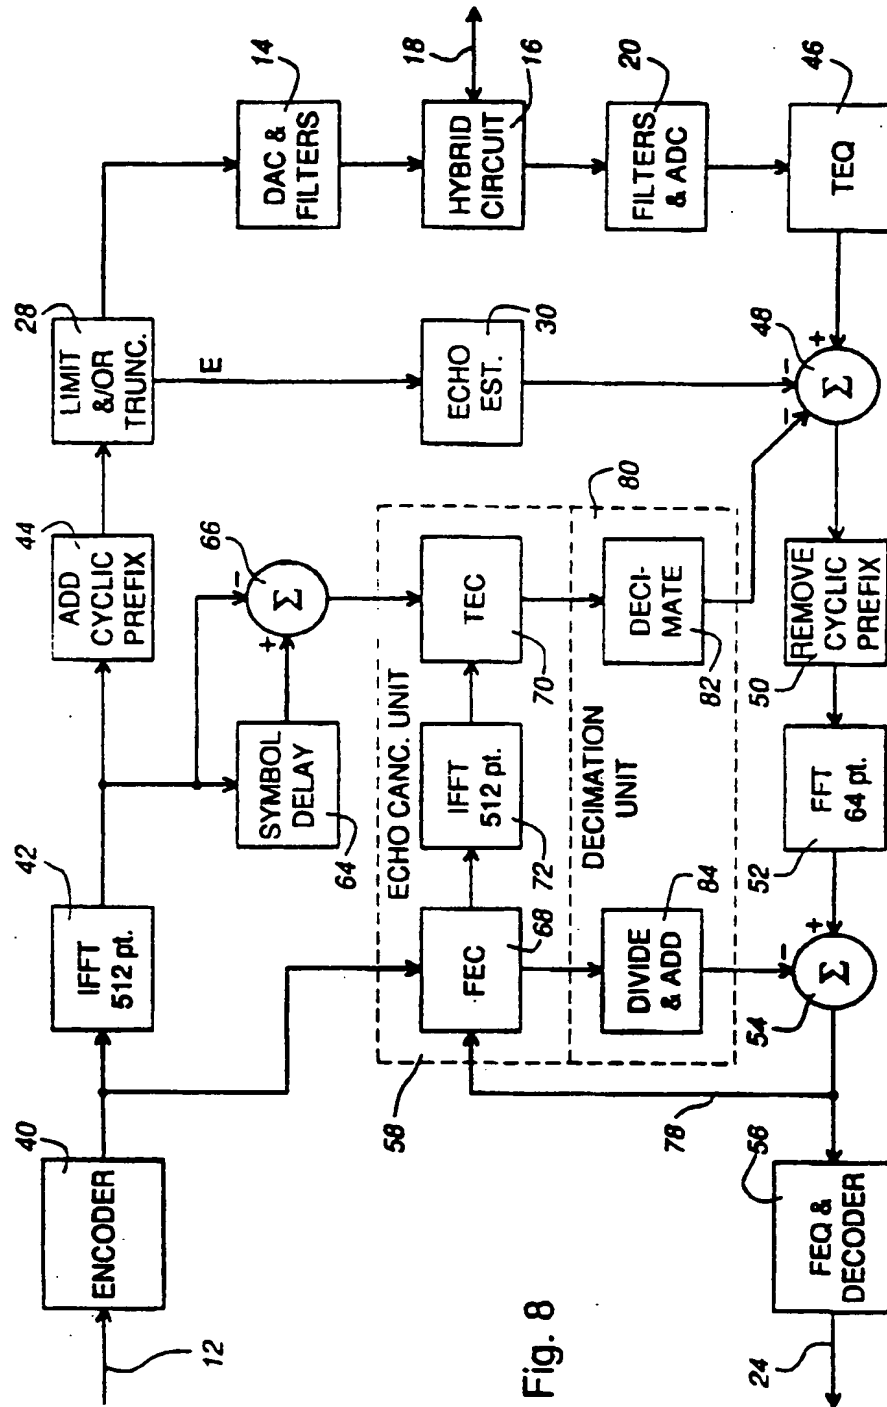 12
40
ENCODER
42
IFFT
512 pt.
44
ADD
CYCLIC
PREFIX
28
LIMIT
&/OR
TRUNC.
E
14
DAC &
FILTERS
18
HYBRID
CIRCUIT
16
20
FILTERS
& ADC
46
TEQ
SYMBOL
DELAY
64
66
-
+
Σ
ECHO
EST.
30
58
ECHO CANC. UNIT
FEC
68
IFFT
512 pt.
72
TEC
70
DECIMATION
UNIT
80
DIVIDE
& ADD
84
DECI-
MATE
82
48
+
-
-
Σ
REMOVE
CYCLIC
PREFIX
50
FFT
64 pt.
52
+
-
Σ
54
78
56
FEQ &
DECODER
24
Fig. 8